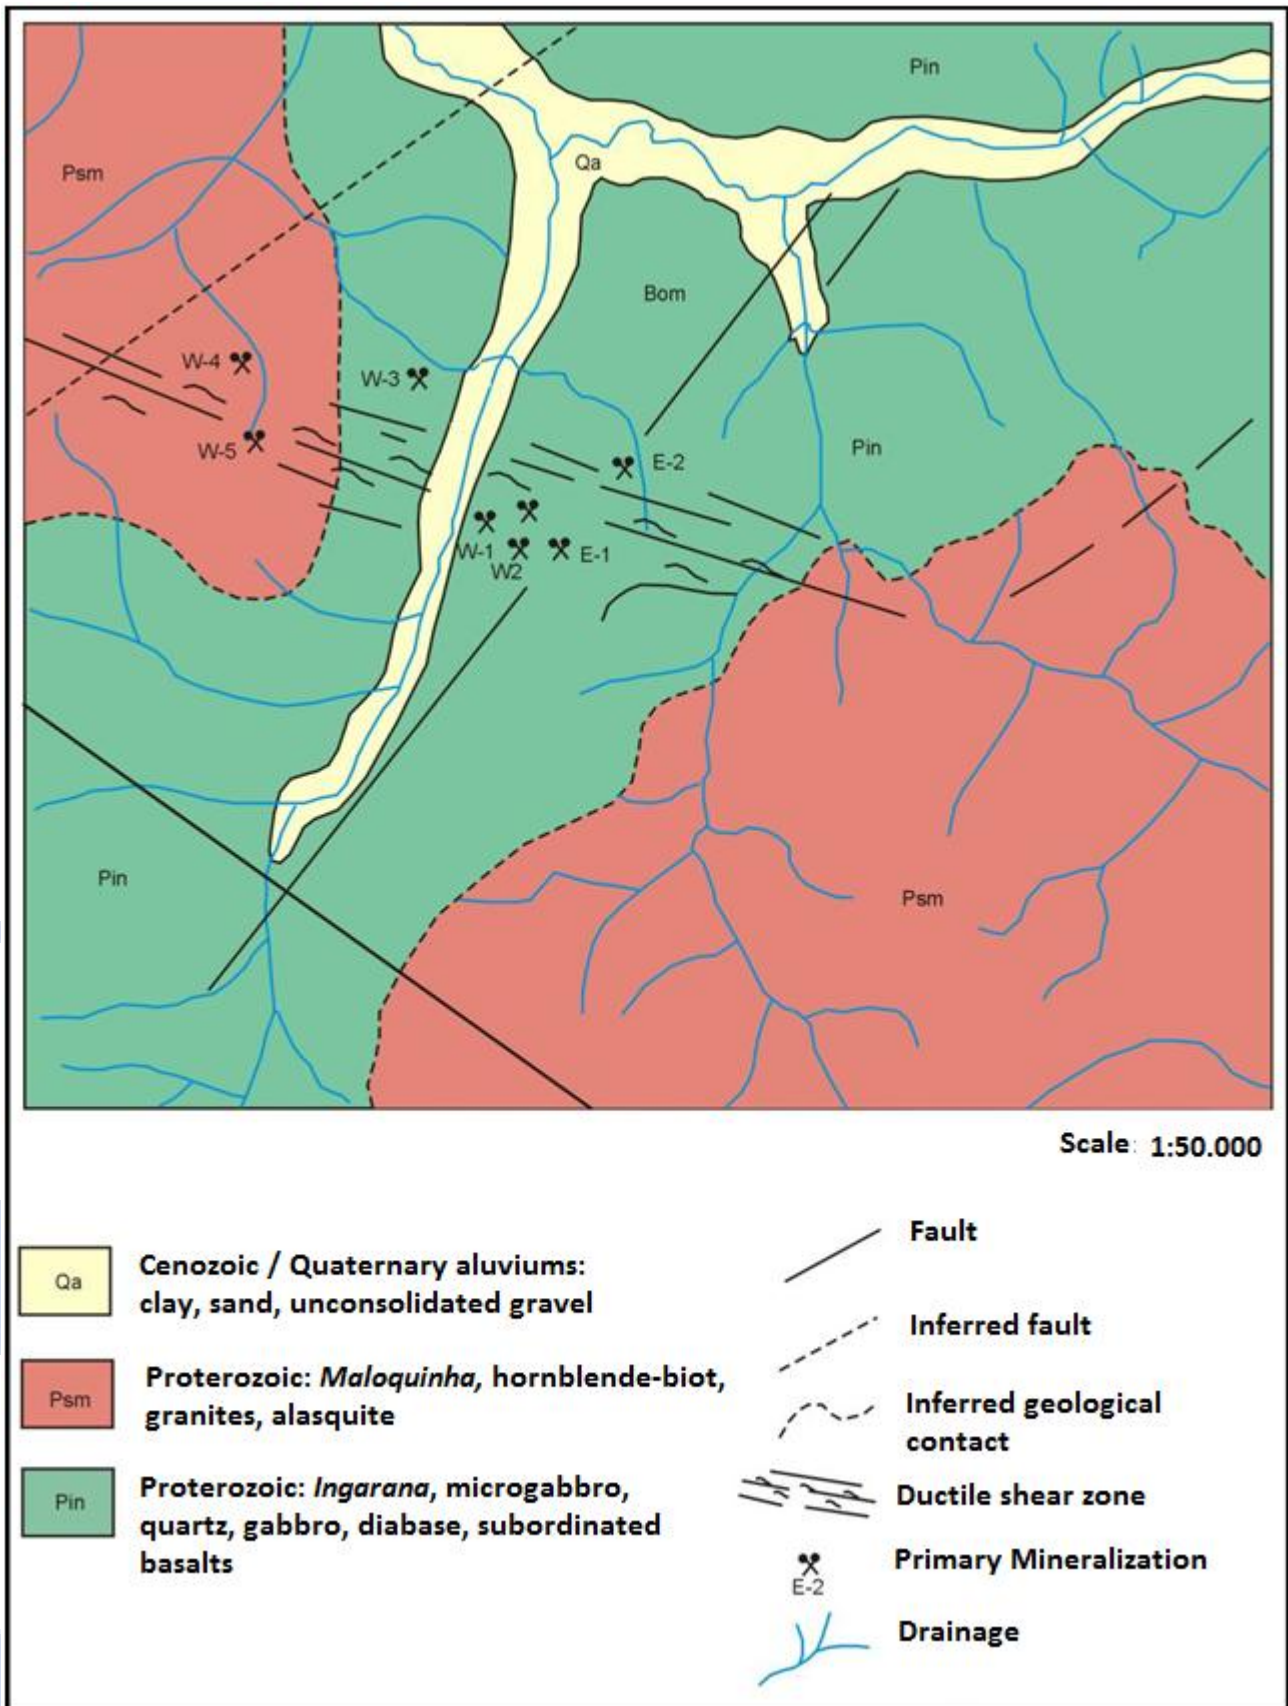 Pin
Qa
Psm
Bom
W-4
W-3
W-5
E-2
Pin
W-1
W2
E-1
Pin
Psm
Scale: 1:50.000
Qa
Cenozoic / Quaternary aluviums:
clay, sand, unconsolidated gravel
Psm
Proterozoic: Maloquinha, hornblende-biot,
granites, alasquite
Pin
Proterozoic: Ingarana, microgabbro,
quartz, gabbro, diabase, subordinated
basalts
Fault
Inferred fault
Inferred geological
contact
Ductile shear zone
Primary Mineralization
E-2
Drainage